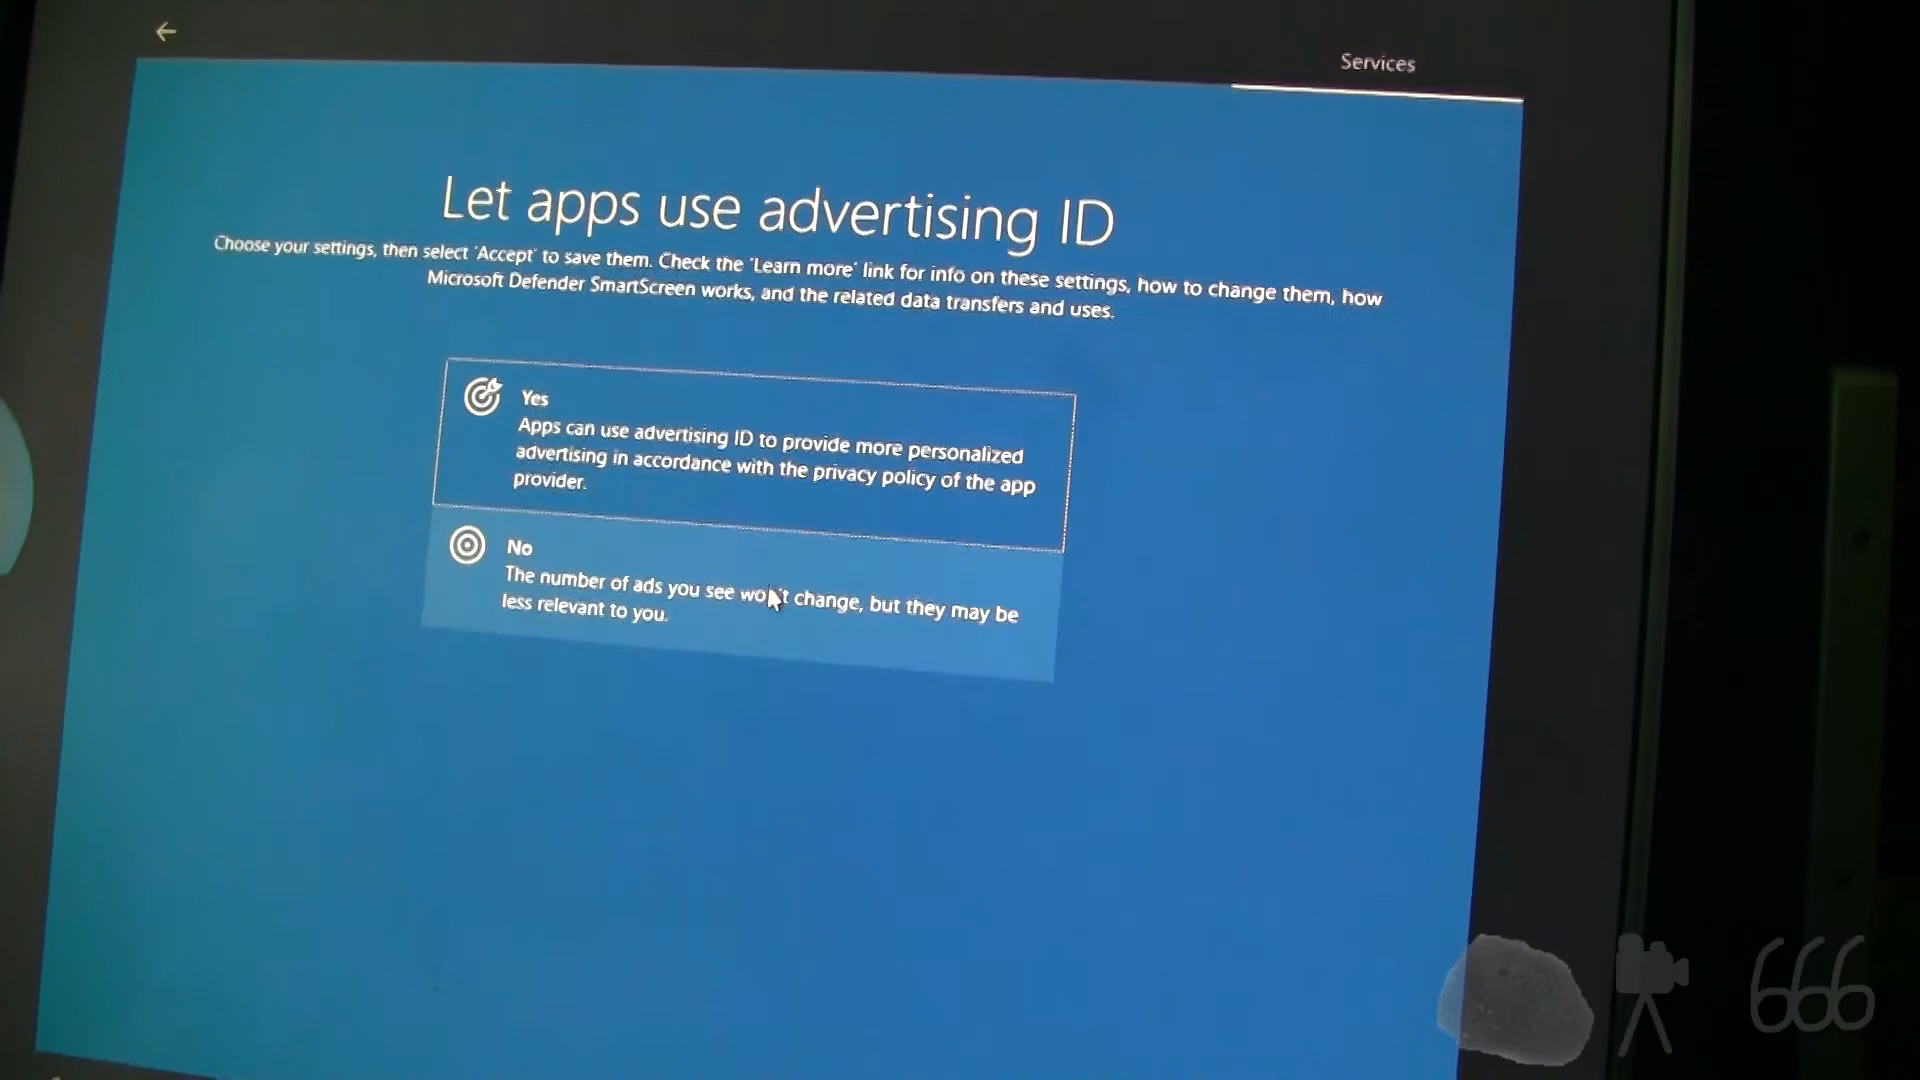 Services
Let apps use advertising ID
Choose your settings, then select 'Accept' to save them. Check the 'Learn more' link for info on these settings, how to change them, how
Microsoft Defender SmartScreen works, and the related data transfers and uses.
Yes
Apps can use advertising ID to provide more personalized
advertising in accordance with the privacy policy of the app
provider.
No
The number of ads you see won't change, but they may be
less relevant to you.
666